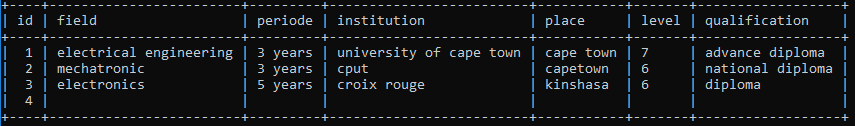 id | field | periode | institution | place | level | qualification
1 | electrical engineering | 3 years | university of cape town | cape town | 7 | advance diploma
2 | mechatronic | 3 years | cput | capetown | 6 | national diploma
3 | electronics | 5 years | croix rouge | kinshasa | 6 | diploma
4 | | | | | |